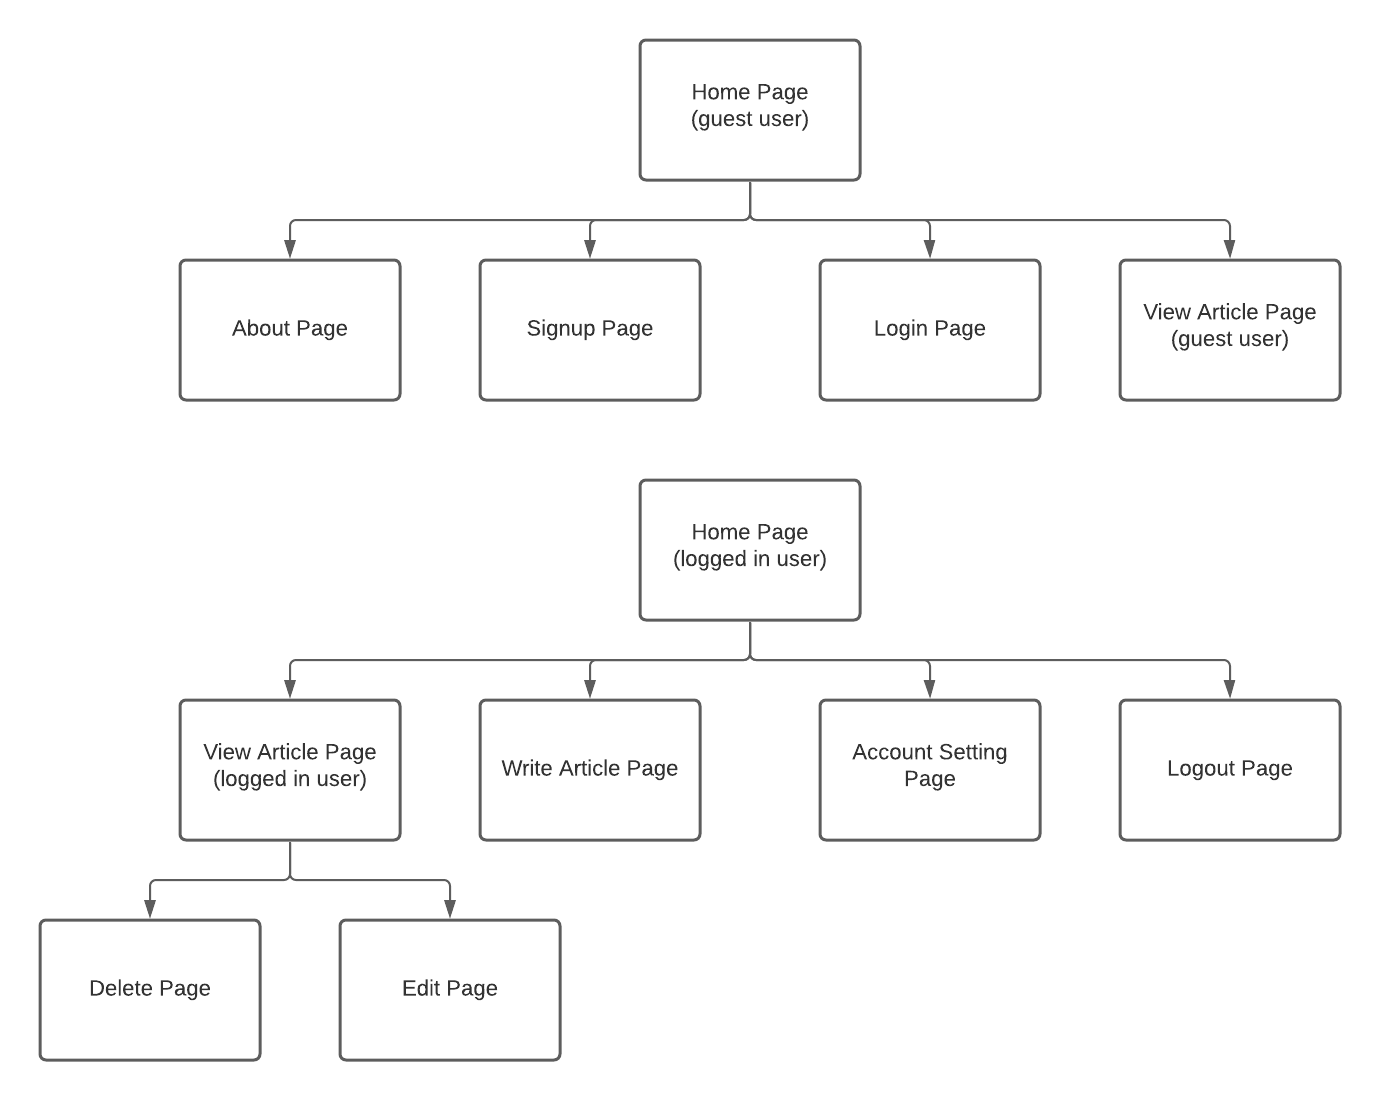 Home Page
(guest user)
About Page
Signup Page
Login Page
View Article Page
(guest user)
Home Page
(logged in user)
View Article Page
(logged in user)
Write Article Page
Account Setting
Page
Logout Page
Delete Page
Edit Page